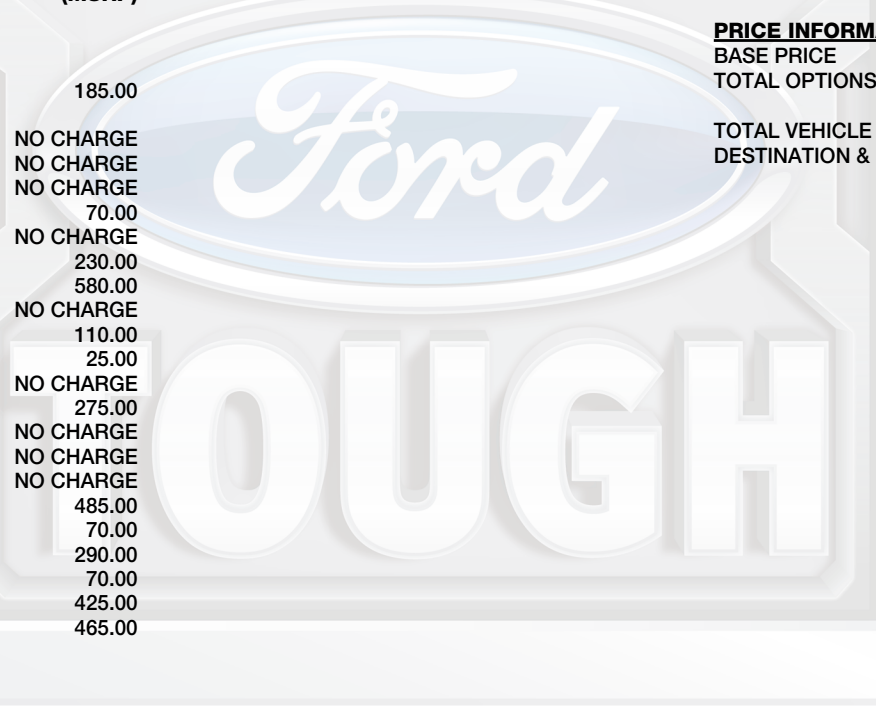 (MSRP)
185.00
NO CHARGE
NO CHARGE
NO CHARGE
70.00
NO CHARGE
230.00
580.00
NO CHARGE
110.00
25.00
NO CHARGE
275.00
NO CHARGE
NO CHARGE
NO CHARGE
485.00
70.00
290.00
70.00
425.00
465.00
PRICE INFORM
BASE PRICE
TOTAL OPTIONS
TOTAL VEHICLE
DESTINATION &
Ford
TOUGH